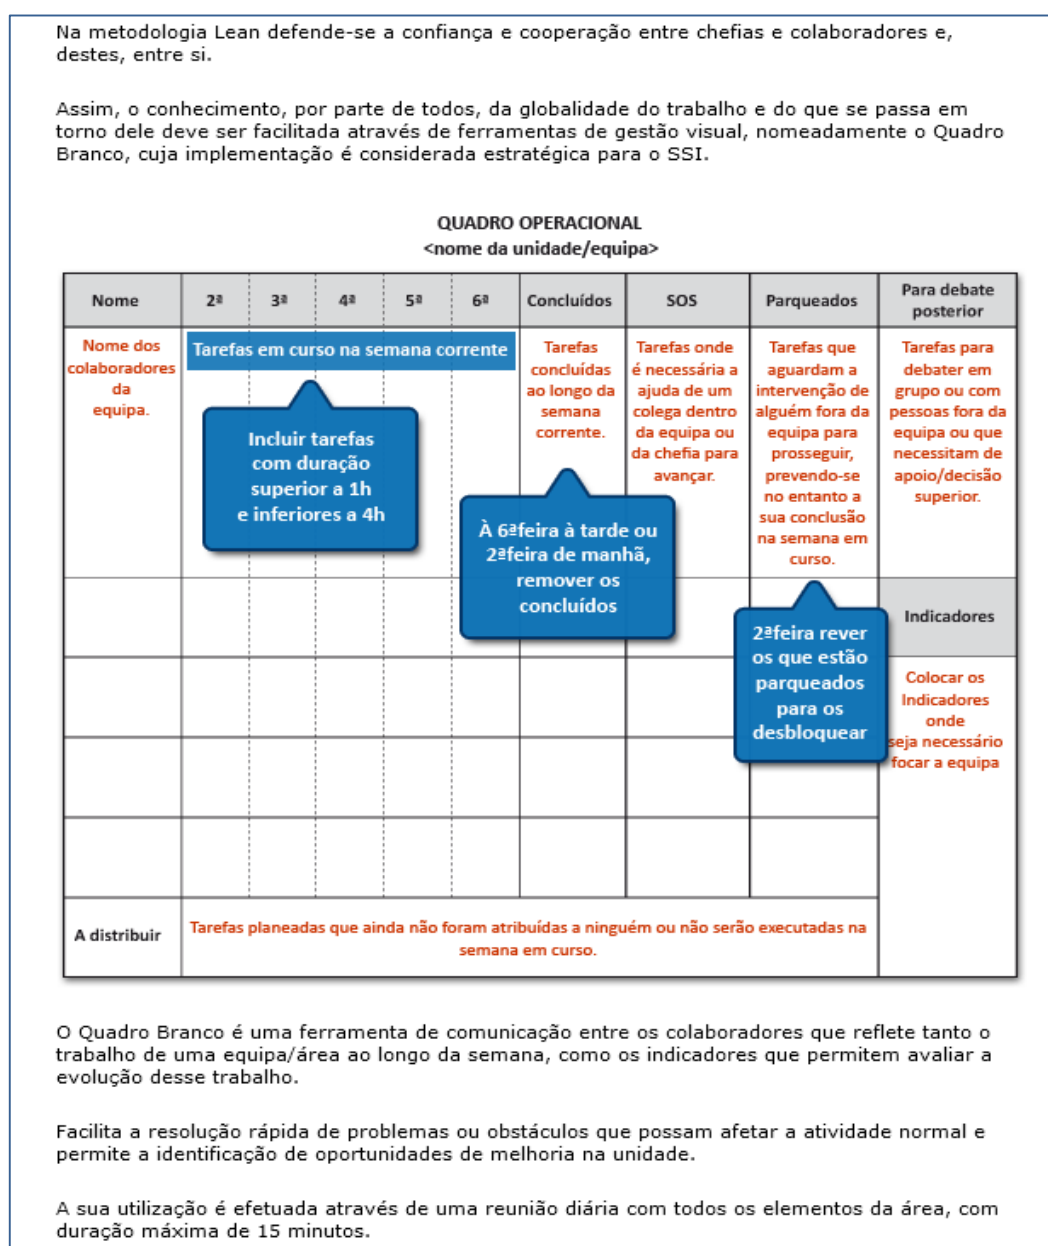 Na metodologia Lean defende-se a confiança e cooperação entre chefias e colaboradores e,
destes, entre si.
Assim, o conhecimento, por parte de todos, da globalidade do trabalho e do que se passa em
torno dele deve ser facilitada através de ferramentas de gestão visual, nomeadamente o Quadro
Branco, cuja implementação é considerada estratégica para o SSI.
QUADRO OPERACIONAL
<nome da unidade/equipa>
Nome 2ª 3ª 4ª 5ª 6ª Concluídos SOS Parqueados Para debate
posterior
Nome dos
colaboradores
da
equipa.
Tarefas em curso na semana corrente
Incluir tarefas
com duração
superior a 1h
e inferiores a 4h
Tarefas
concluídas
ao longo da
semana
corrente.
À 6ªfeira à tarde ou
2ªfeira de manhã,
remover os
concluídos
Tarefas onde
é necessária a
ajuda de um
colega dentro
da equipa ou
da chefia para
avançar.
Tarefas que
aguardam a
intervenção de
alguém fora da
equipa para
prosseguir,
prevendo-se
no entanto a
sua conclusão
na semana em
curso.
2ªfeira rever
os que estão
parqueados
para os
desbloquear
Tarefas para
debater em
grupo ou com
pessoas fora da
equipa ou que
necessitam de
apoio/decisão
superior.
Indicadores
Colocar os
Indicadores
onde
seja necessário
focar a equipa
A distribuir
Tarefas planeadas que ainda não foram atribuídas a ninguém ou não serão executadas na
semana em curso.
O Quadro Branco é uma ferramenta de comunicação entre os colaboradores que reflete tanto o
trabalho de uma equipa/área ao longo da semana, como os indicadores que permitem avaliar a
evolução desse trabalho.
Facilita a resolução rápida de problemas ou obstáculos que possam afetar a atividade normal e
permite a identificação de oportunidades de melhoria na unidade.
A sua utilização é efetuada através de uma reunião diária com todos os elementos da área, com
duração máxima de 15 minutos.